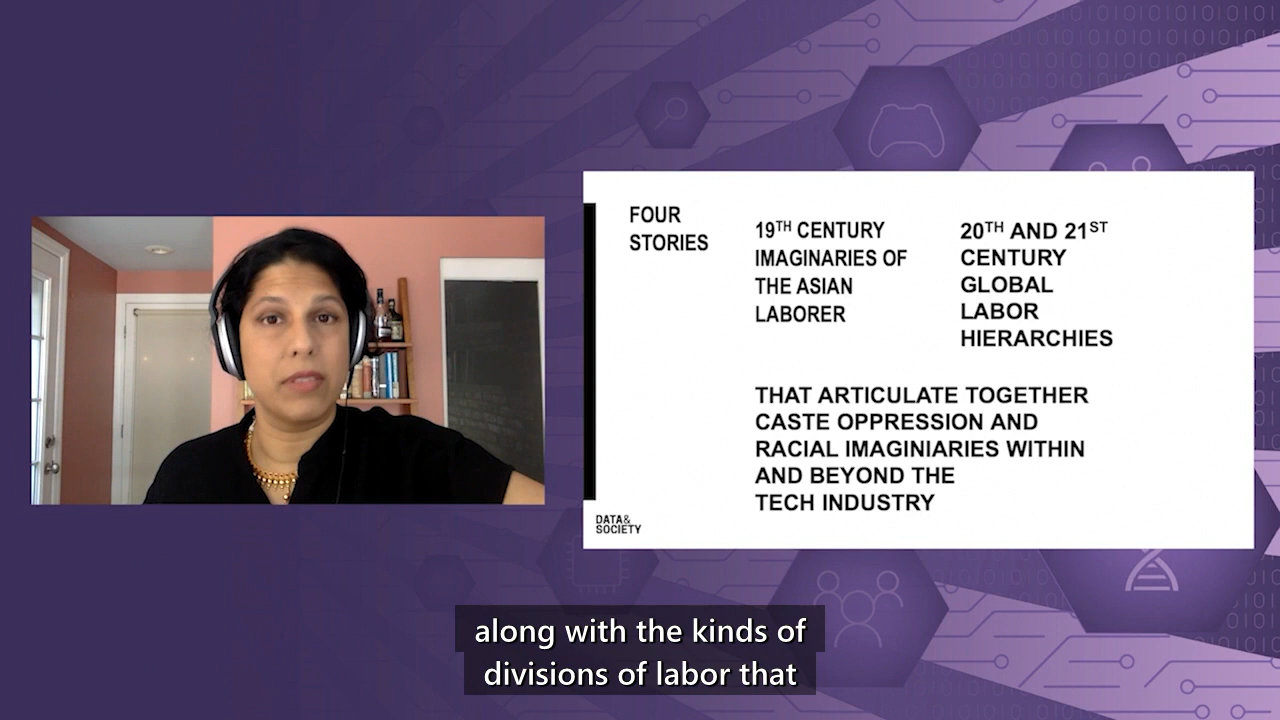 FOUR
STORIES
19TH CENTURY
IMAGINARIES OF
THE ASIAN
LABORER
20TH AND 21ST
CENTURY
GLOBAL
LABOR
HIERARCHIES
THAT ARTICULATE TOGETHER
CASTE OPPRESSION AND
RACIAL IMAGINIARIES WITHIN
AND BEYOND THE
TECH INDUSTRY
DATA&
SOCIETY
along with the kinds of
divisions of labor that